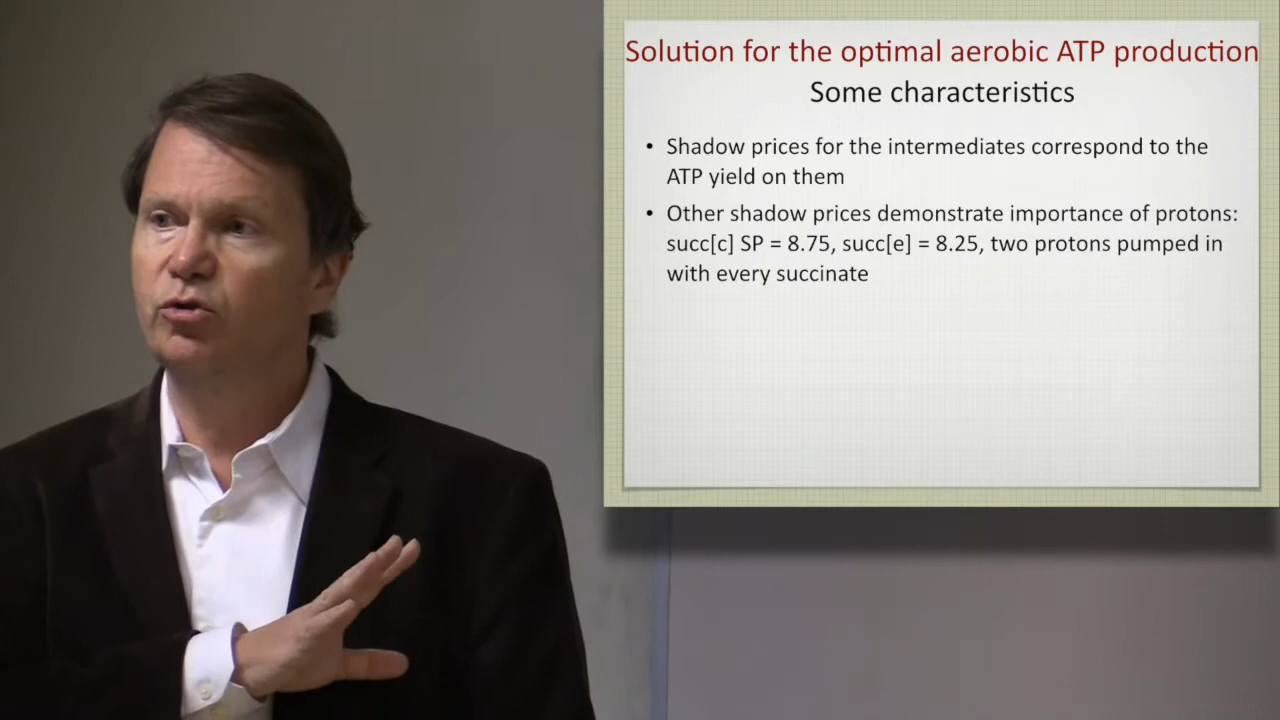 Solution for the optimal aerobic ATP production
Some characteristics
• Shadow prices for the intermediates correspond to the
ATP yield on them
• Other shadow prices demonstrate importance of protons:
succ[c] SP = 8.75, succ[e] = 8.25, two protons pumped in
with every succinate